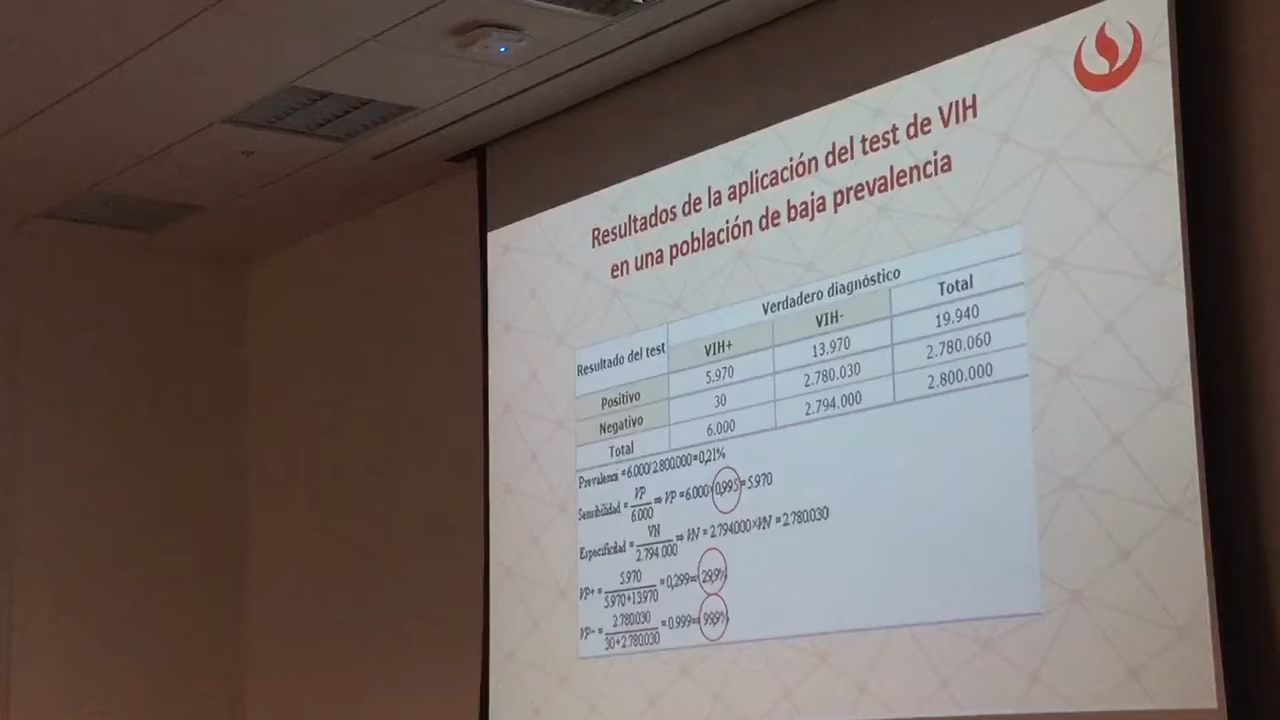 Resultados de la aplicación del test de VIH
en una población de baja prevalencia
Resultado del test Verdadero diagnóstico Total
VIH+ VIH-
Positivo 5.970 13.970 19.940
Negativo 30 2.780.030 2.780.060
Total 6.000 2.794.000 2.800.000
Prevalencia =6.000/2.800.000=0,21%
Sensibilidad = VP/6.000 ⇒ VP =6.000×0,995=5.970
Especificidad = VN/2.794.000 ⇒ VN = 2.794.000×VN = 2.780.030
VP+ = 5.970/5.970+13.970 =0,299= 29,9%
VP- = 2.780.030/30+2.780.030 =0.999= 99,9%